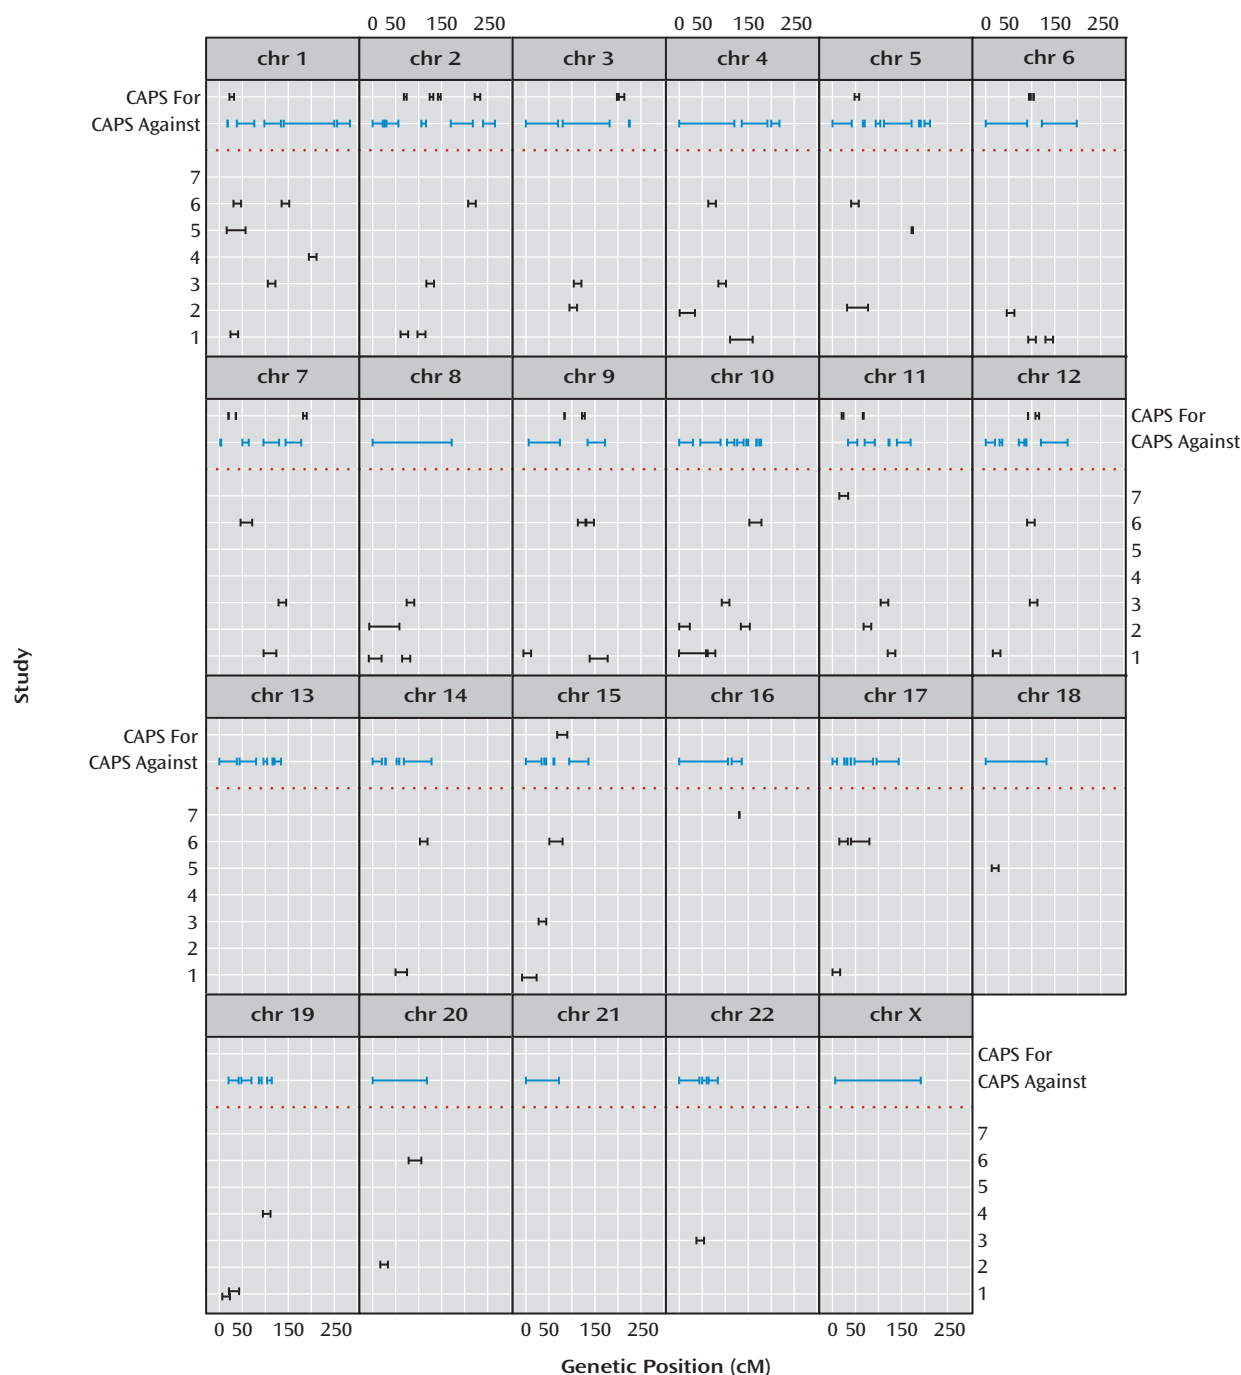 0 50 150 250 0 50 150 250 0 50 150 250
chr 1 chr 2 chr 3 chr 4 chr 5 chr 6
CAPS For
CAPS Against
7
6
5
4
3
2
1
chr 7 chr 8 chr 9 chr 10 chr 11 chr 12
CAPS For
CAPS Against
7
6
5
4
3
2
1
Study
chr 13 chr 14 chr 15 chr 16 chr 17 chr 18
CAPS For
CAPS Against
7
6
5
4
3
2
1
chr 19 chr 20 chr 21 chr 22 chr X
CAPS For
CAPS Against
7
6
5
4
3
2
1
0 50 150 250 0 50 150 250 0 50 150 250
Genetic Position (cM)